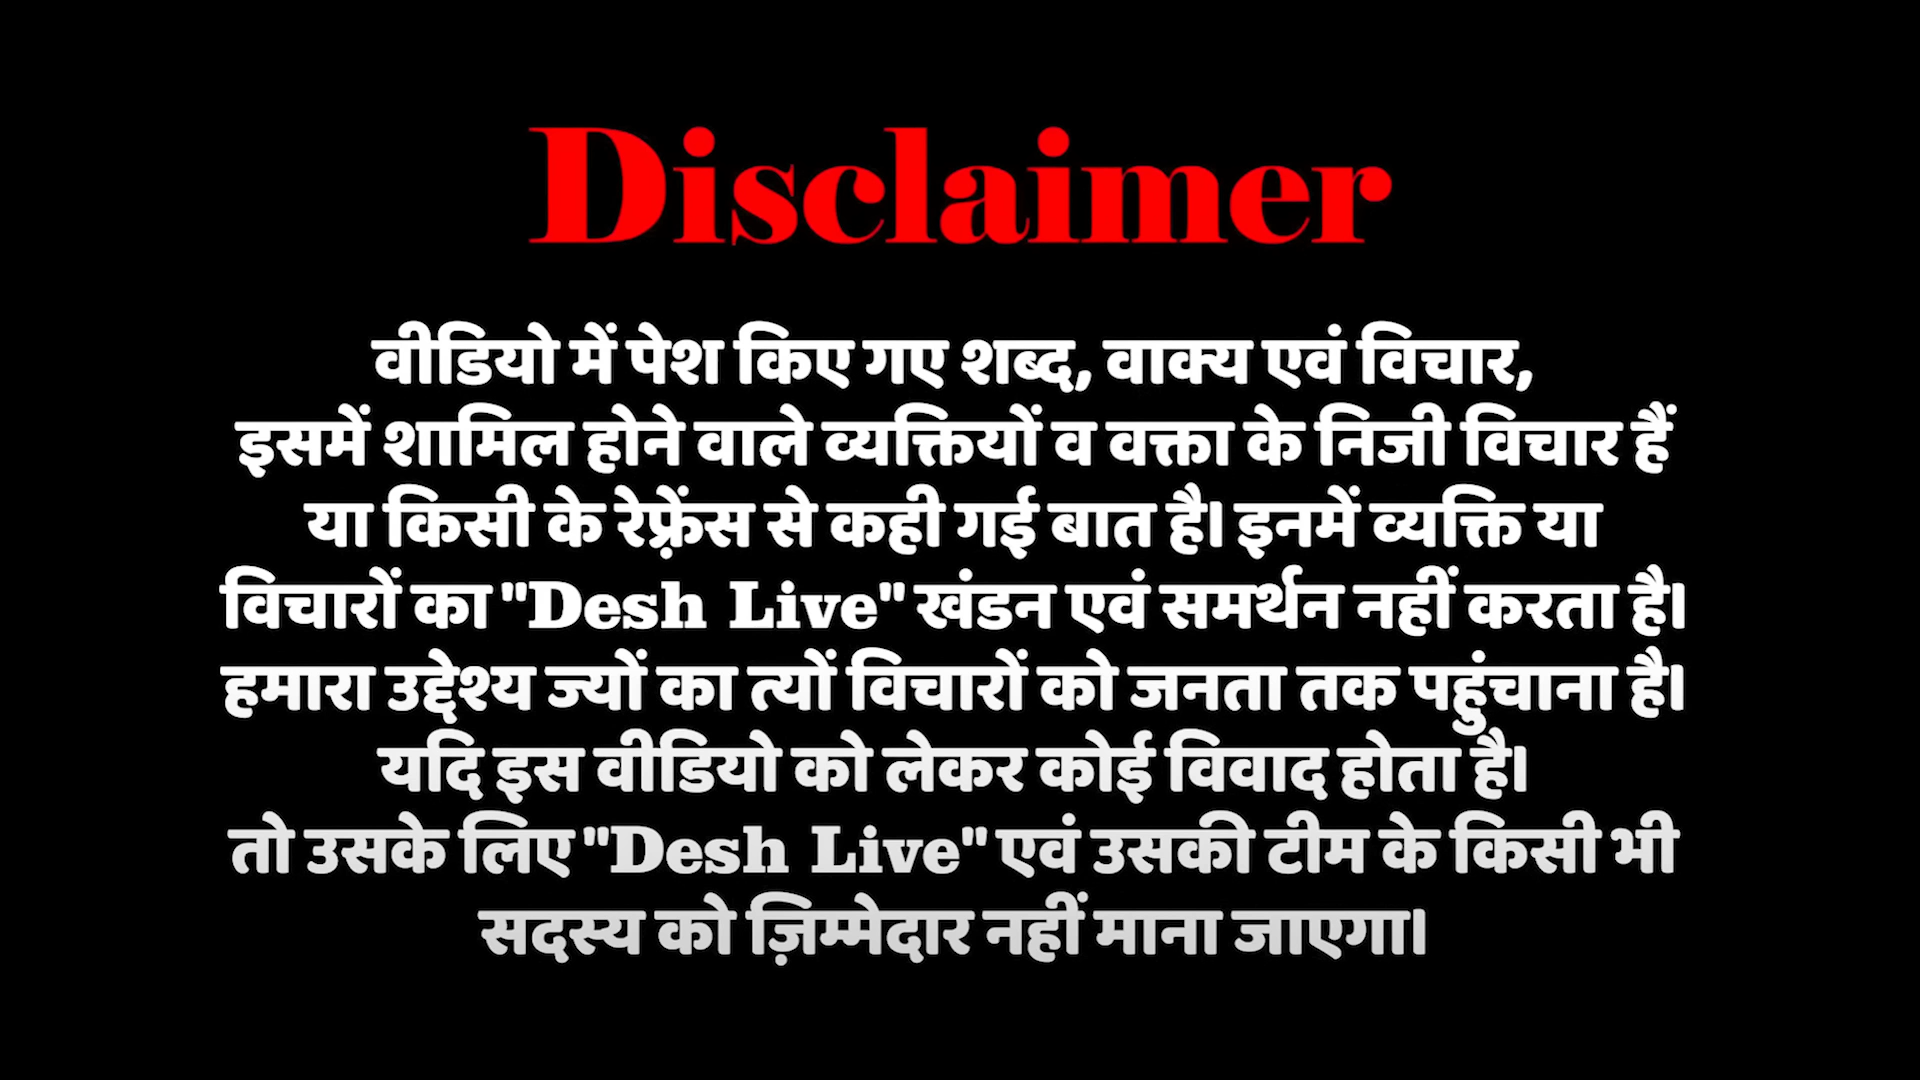 Disclaimer
वीडियो में पेश किए गए शब्द, वाक्य एवं विचार,
इसमें शामिल होने वाले व्यक्तियों व वक्ता के निजी विचार हैं
या किसी के रेफ़्रेंस से कही गई बात है। इनमें व्यक्ति या
विचारों का "Desh Live" खंडन एवं समर्थन नहीं करता है।
हमारा उद्देश्य ज्यों का त्यों विचारों को जनता तक पहुंचाना है।
यदि इस वीडियो को लेकर कोई विवाद होता है।
तो उसके लिए "Desh Live" एवं उसकी टीम के किसी भी
सदस्य को ज़िम्मेदार नहीं माना जाएगा।